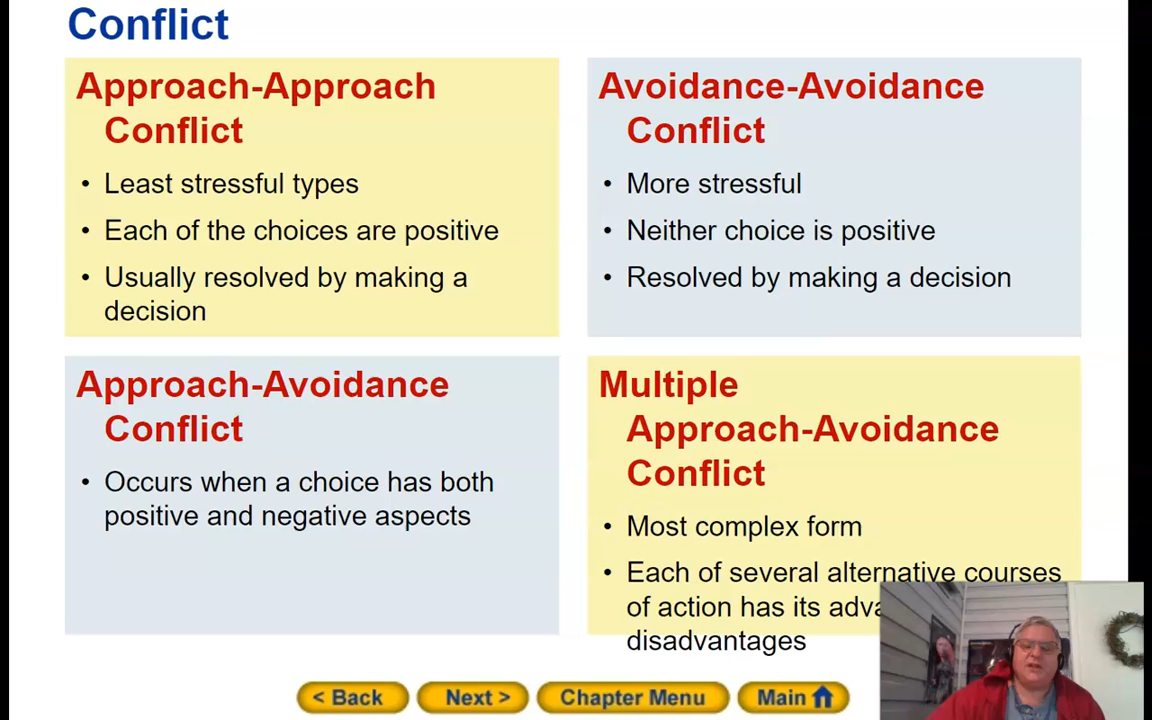 Conflict
Approach-Approach
Conflict
• Least stressful types
• Each of the choices are positive
• Usually resolved by making a
decision
Avoidance-Avoidance
Conflict
• More stressful
• Neither choice is positive
• Resolved by making a decision
Approach-Avoidance
Conflict
• Occurs when a choice has both
positive and negative aspects
Multiple
Approach-Avoidance
Conflict
• Most complex form
• Each of several alternative courses
of action has its
disadvantages
< Back
Next >
Chapter Menu
Main